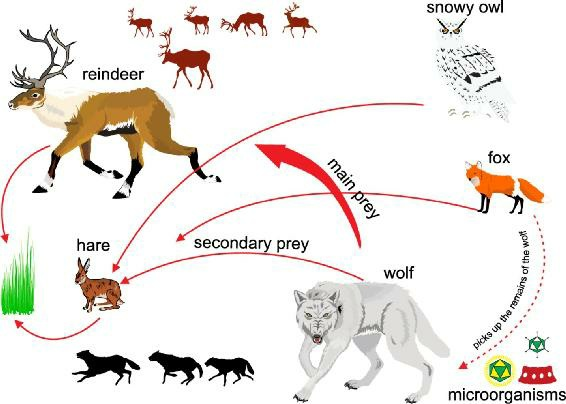 snowy owl
reindeer
main prey
fox
hare
secondary prey
wolf
picks up the remains of the wolf
microorganisms